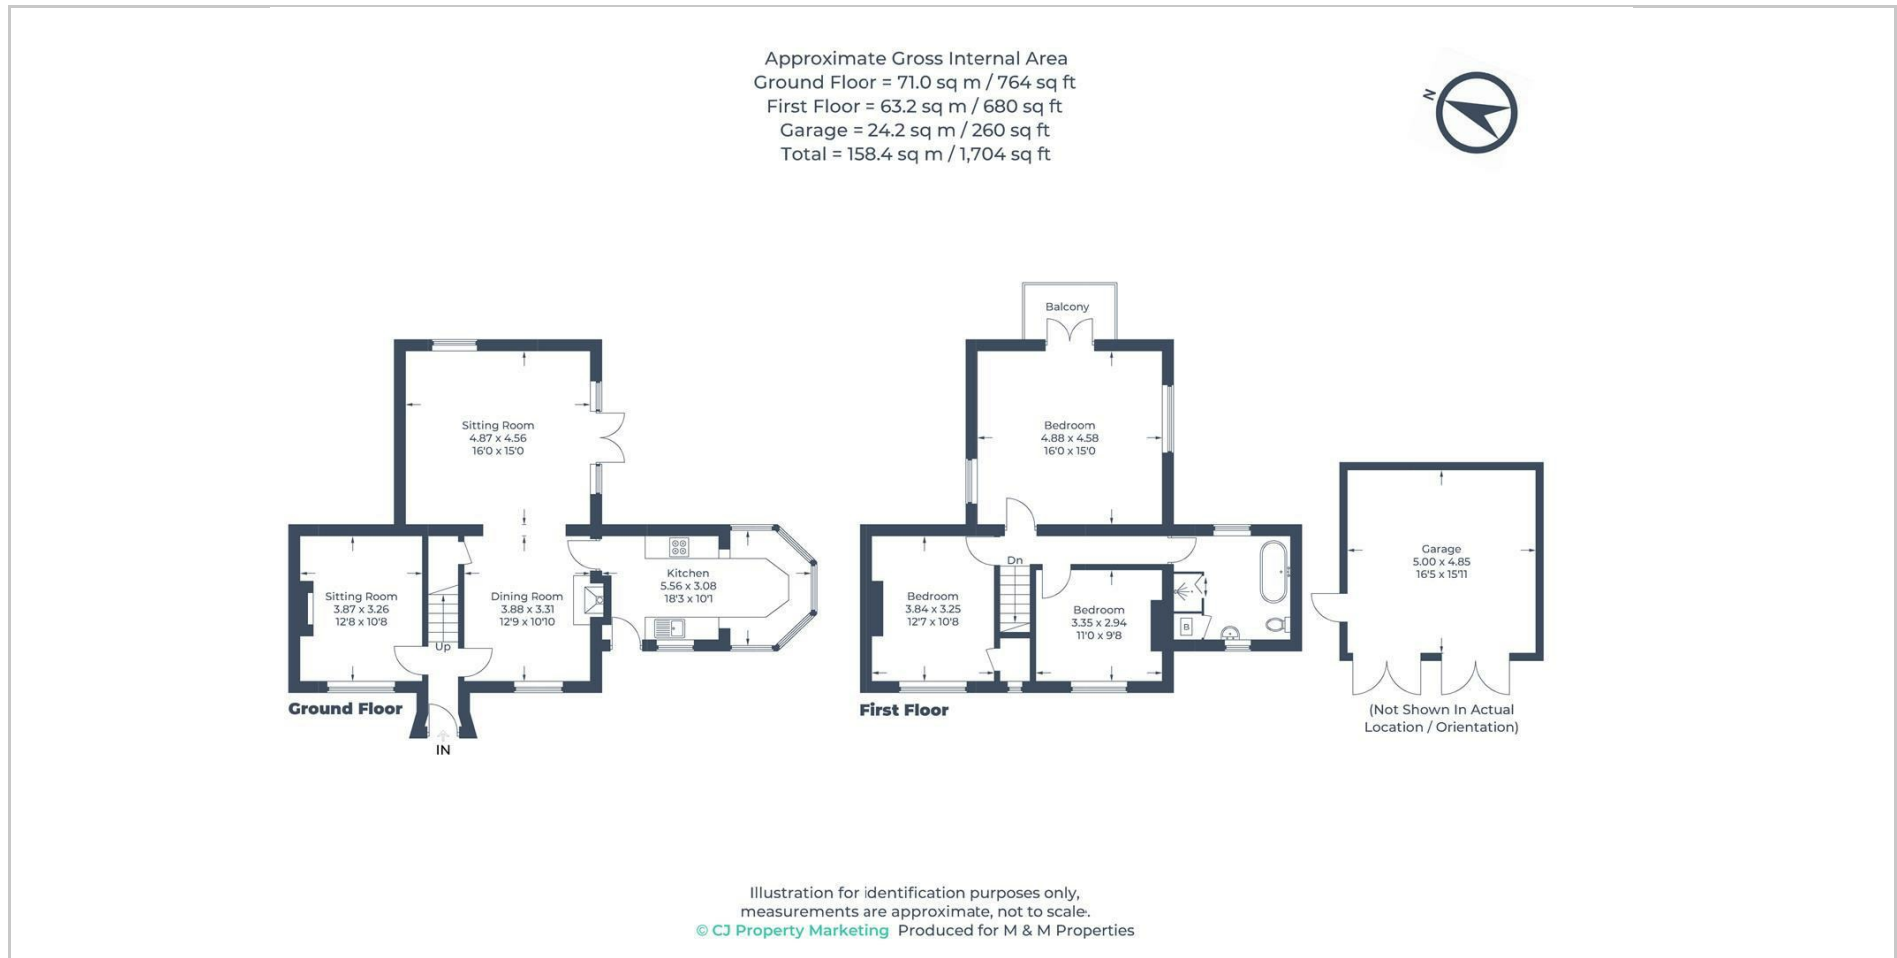 Approximate Gross Internal Area
Ground Floor = 71.0 sq m / 764 sq ft
First Floor = 63.2 sq m / 680 sq ft
Garage = 24.2 sq m / 260 sq ft
Total = 158.4 sq m / 1,704 sq ft
N
Balcony
Sitting Room
4.87 x 4.56
16'0 x 15'0
Bedroom
4.88 x 4.58
16'0 x 15'0
Sitting Room
3.87 x 3.26
12'8 x 10'8
Up
Dining Room
3.88 x 3.31
12'9 x 10'10
Kitchen
5.56 x 3.08
18'3 x 10'1
Dn
Bedroom
3.84 x 3.25
12'7 x 10'8
Bedroom
3.35 x 2.94
11'0 x 9'8
B
Garage
5.00 x 4.85
16'5 x 15'11
Ground Floor
IN
First Floor
(Not Shown In Actual
Location / Orientation)
Illustration for identification purposes only,
measurements are approximate, not to scale.
© CJ Property Marketing Produced for M & M Properties